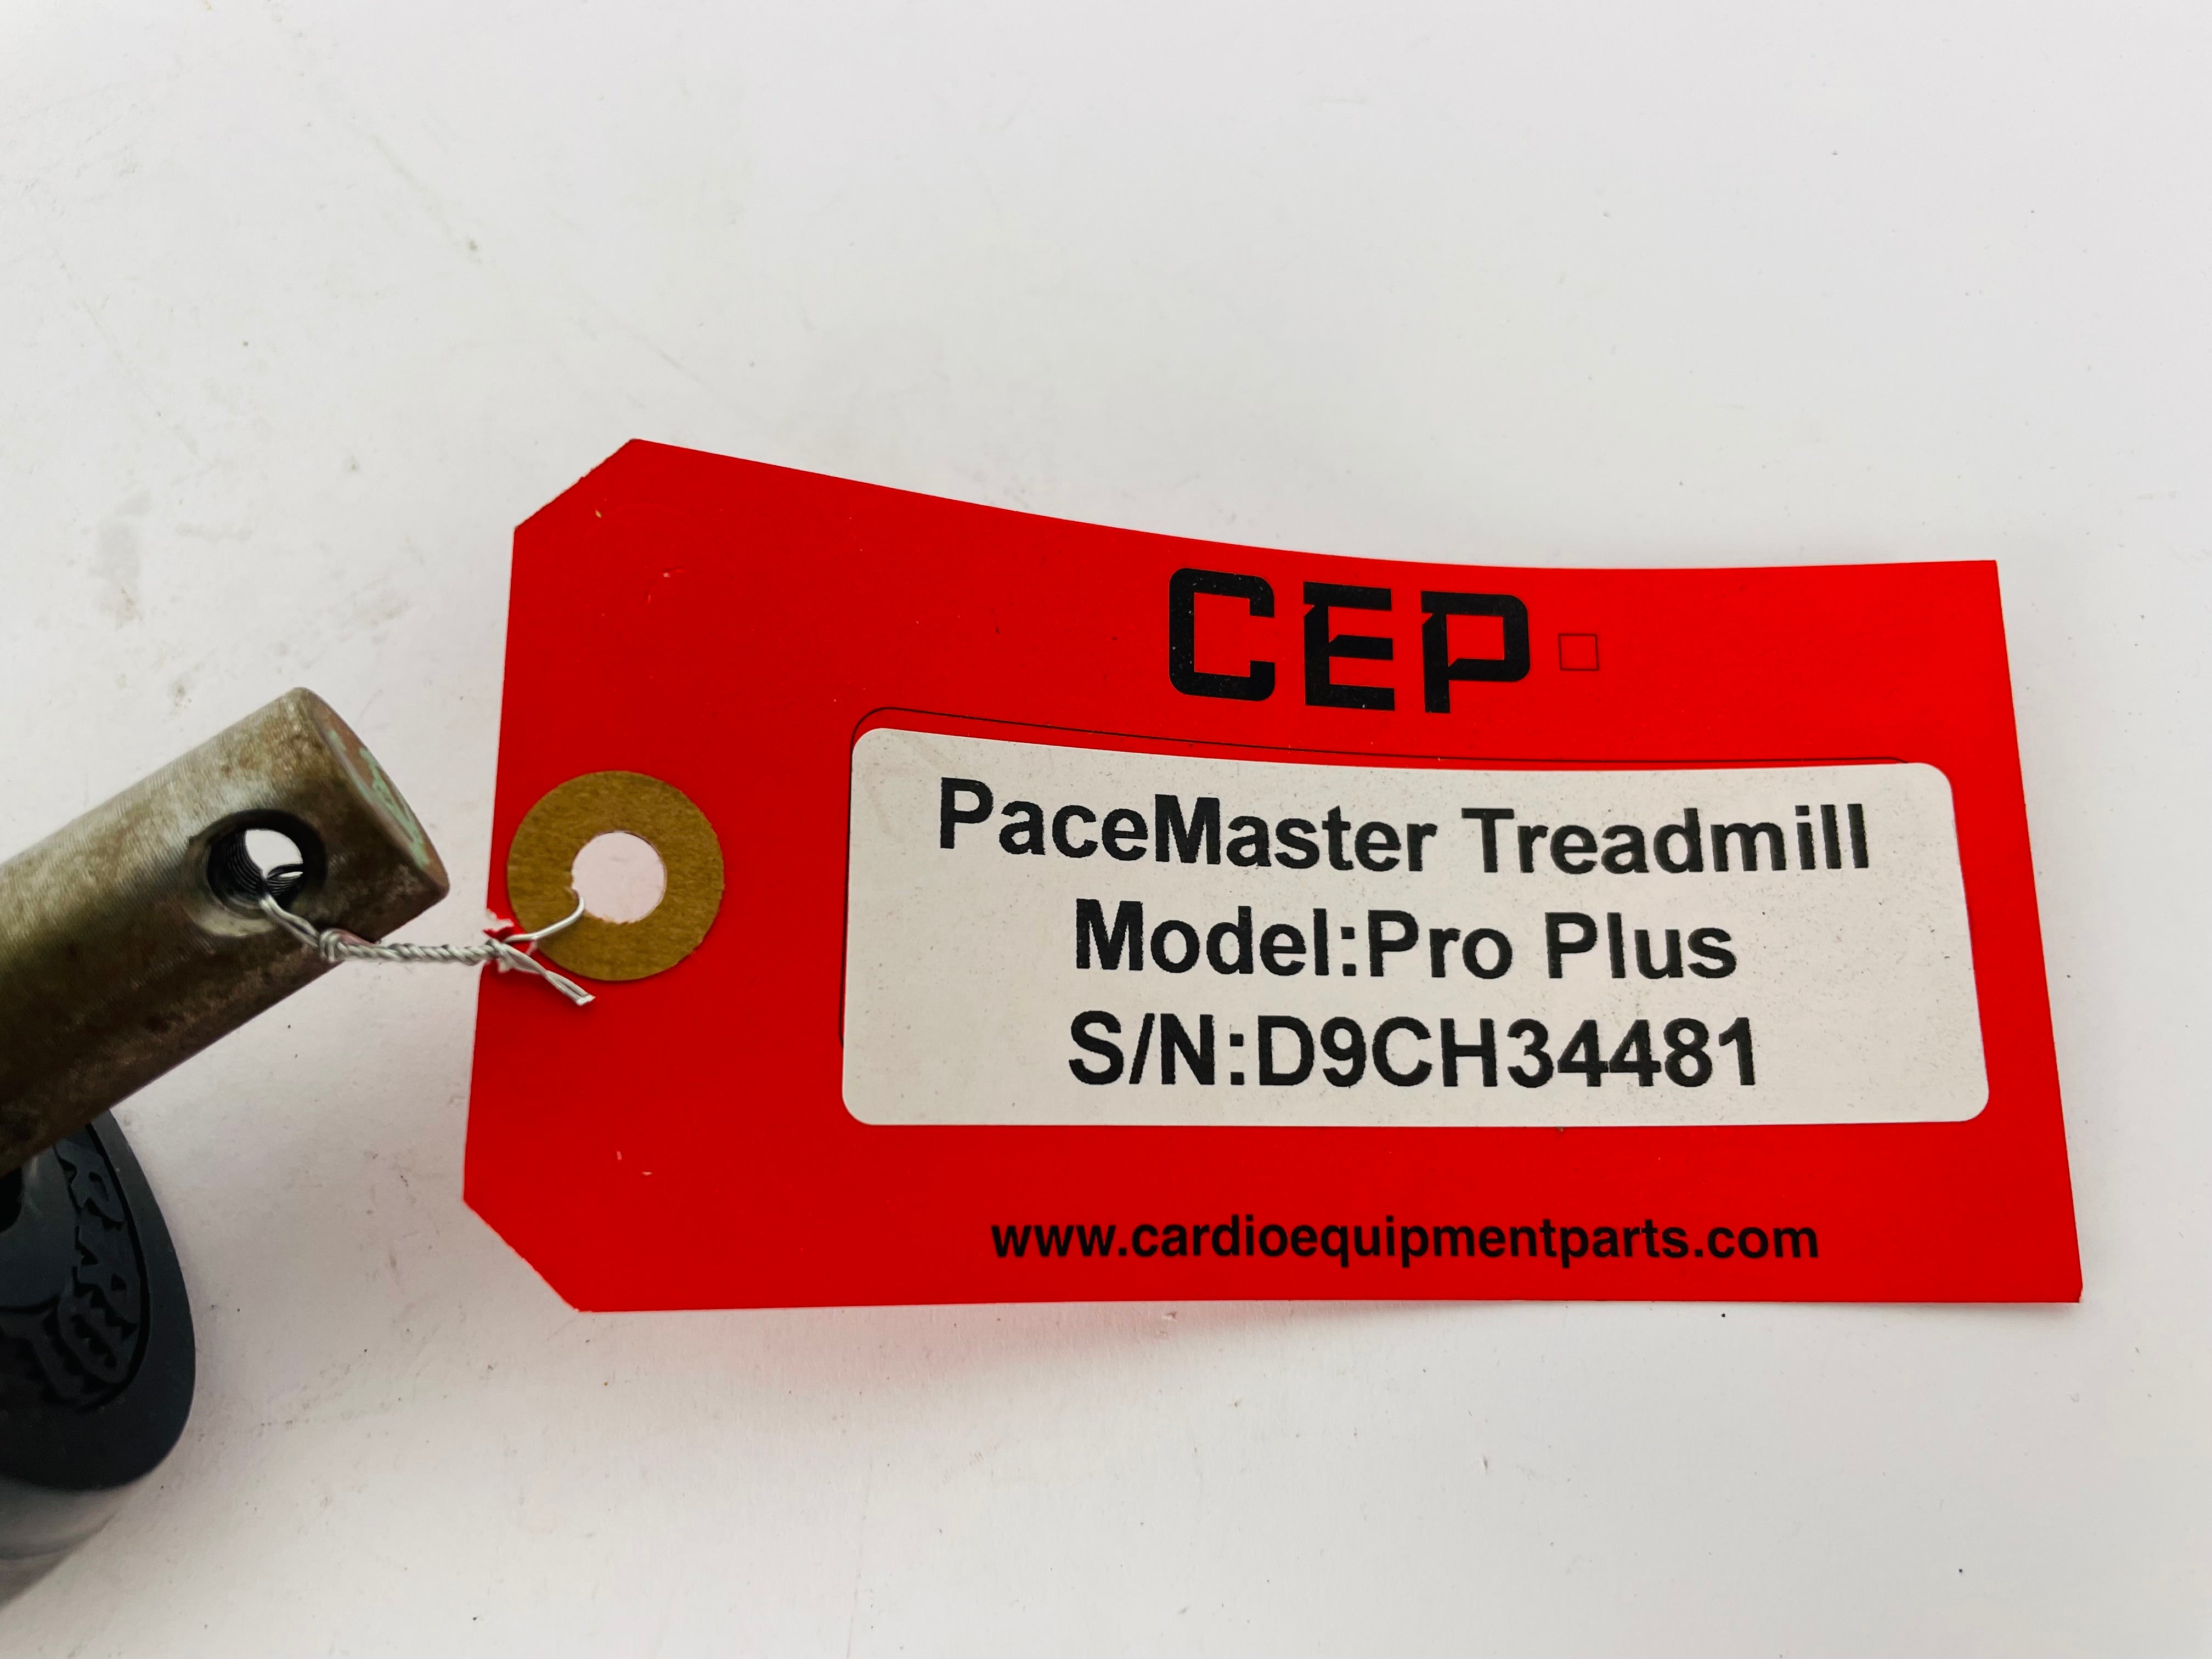 CEP
PaceMaster Treadmill
Model:Pro Plus
S/N:D9CH34481
www.cardioequipmentparts.com